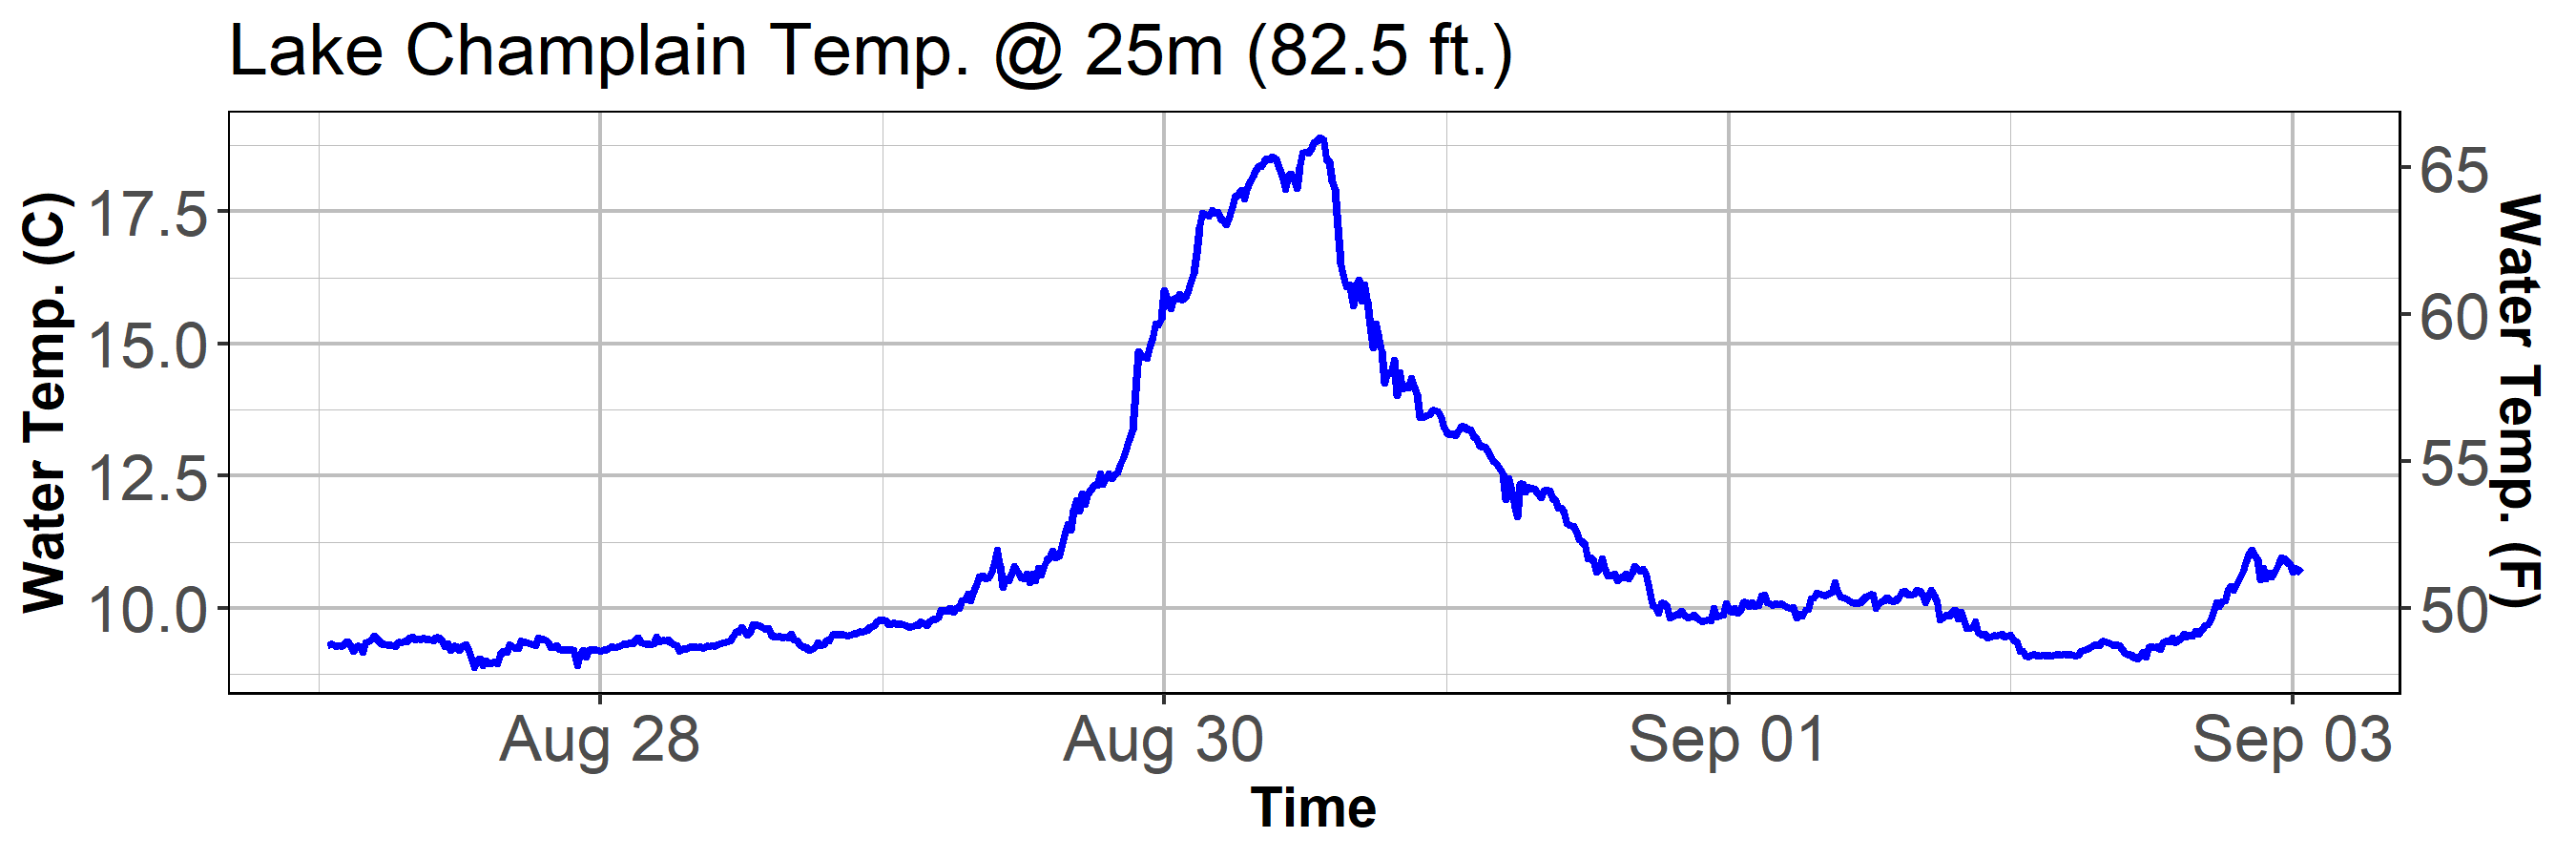 Lake Champlain Temp. @ 25m (82.5 ft.)
Water Temp. (C)
17.5
15.0
12.5
10.0
65
60
55
50
Water Temp. (F)
Aug 28
Aug 30
Sep 01
Sep 03
Time